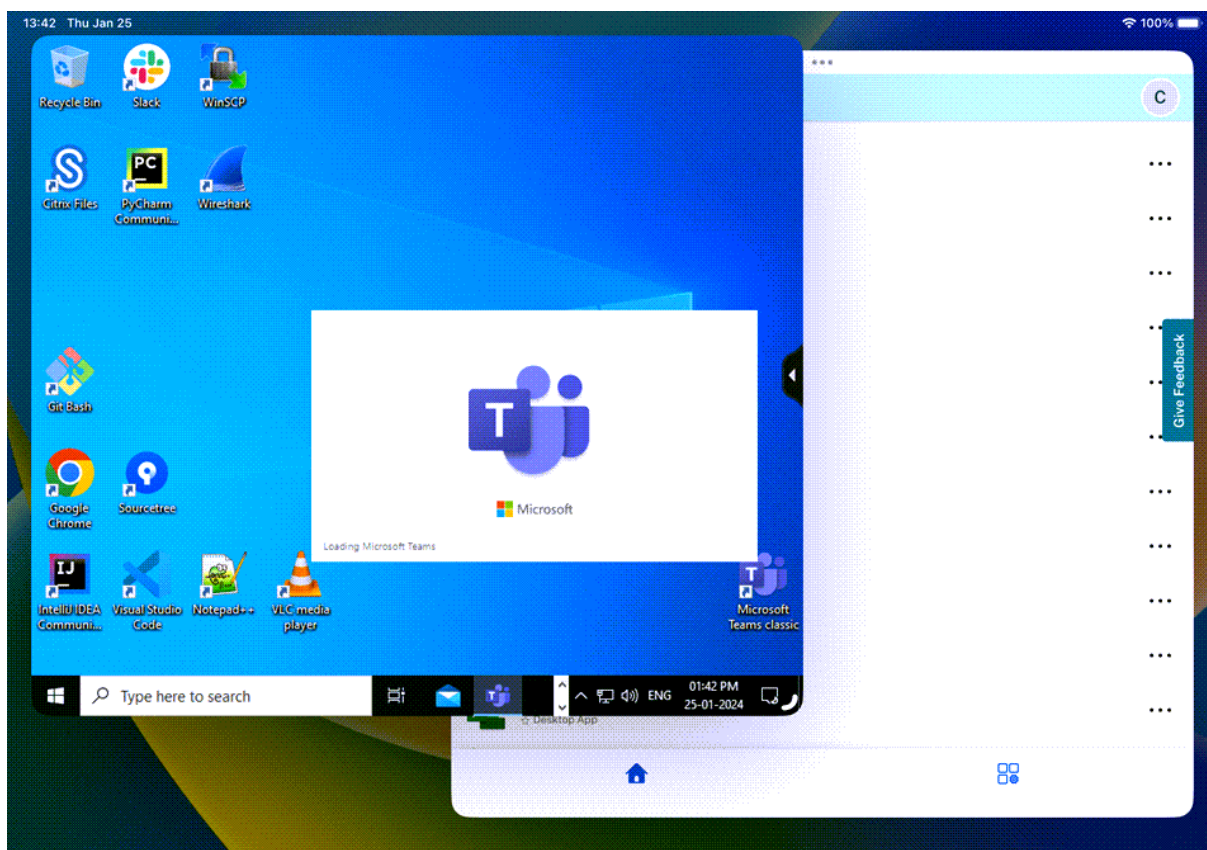 13:42 Thu Jan 25
100%
Recycle Bin
Slack
WinSCP
C
Citrix Files
PC
PyCharm
Communi...
Wireshark
Git Bash
Give Feedback
T
Microsoft
Loading Microsoft Teams
Google
Chrome
Sourcetree
IJ
IntelliJ IDEA
Communi...
Visual Studio
Code
Notepad++
VLC media
player
T
Microsoft
Teams classic
Type here to search
ENG
01:42 PM
25-01-2024
Desktop App